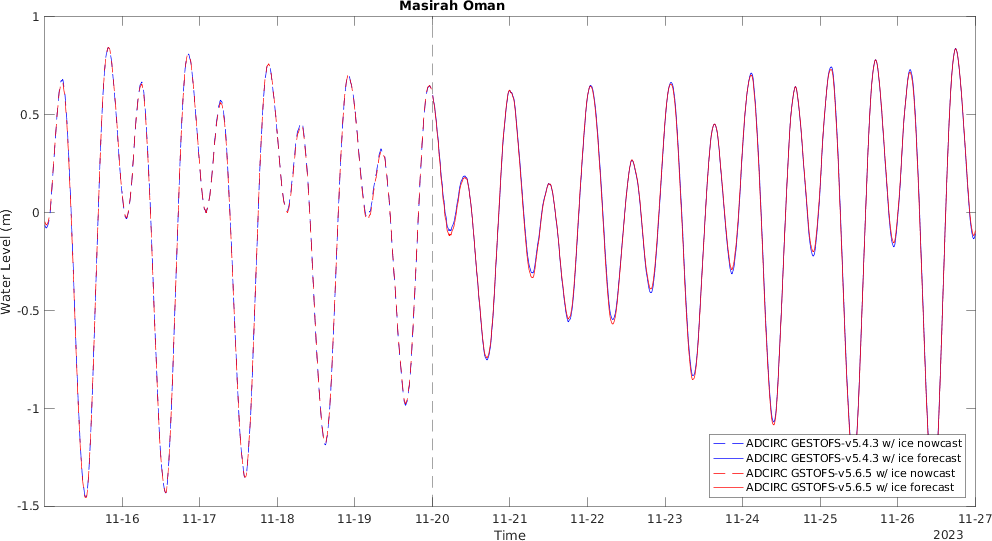 Masirah Oman
1
0.5
0
-0.5
-1
-1.5
Water Level (m)
ADCIRC GESTOFS-v5.4.3 w/ ice nowcast
ADCIRC GESTOFS-v5.4.3 w/ ice forecast
ADCIRC GSTOFS-v5.6.5 w/ ice nowcast
ADCIRC GSTOFS-v5.6.5 w/ ice forecast
11-16 11-17 11-18 11-19 11-20 11-21 11-22 11-23 11-24 11-25 11-26 11-27
Time
2023